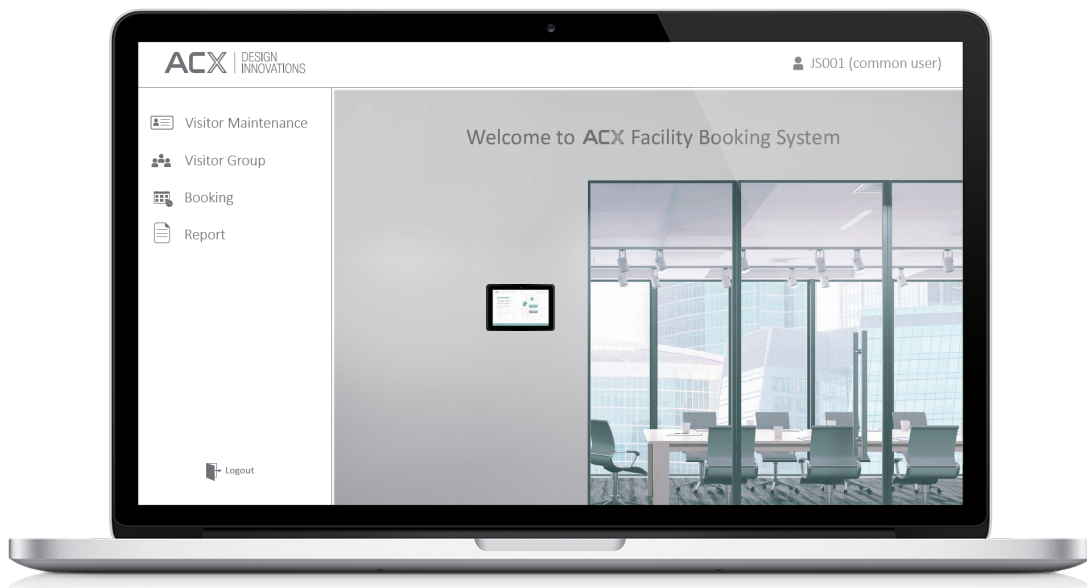 ACX | DESIGN INNOVATIONS
JS001 (common user)
Visitor Maintenance
Visitor Group
Booking
Report
Logout
Welcome to ACX Facility Booking System